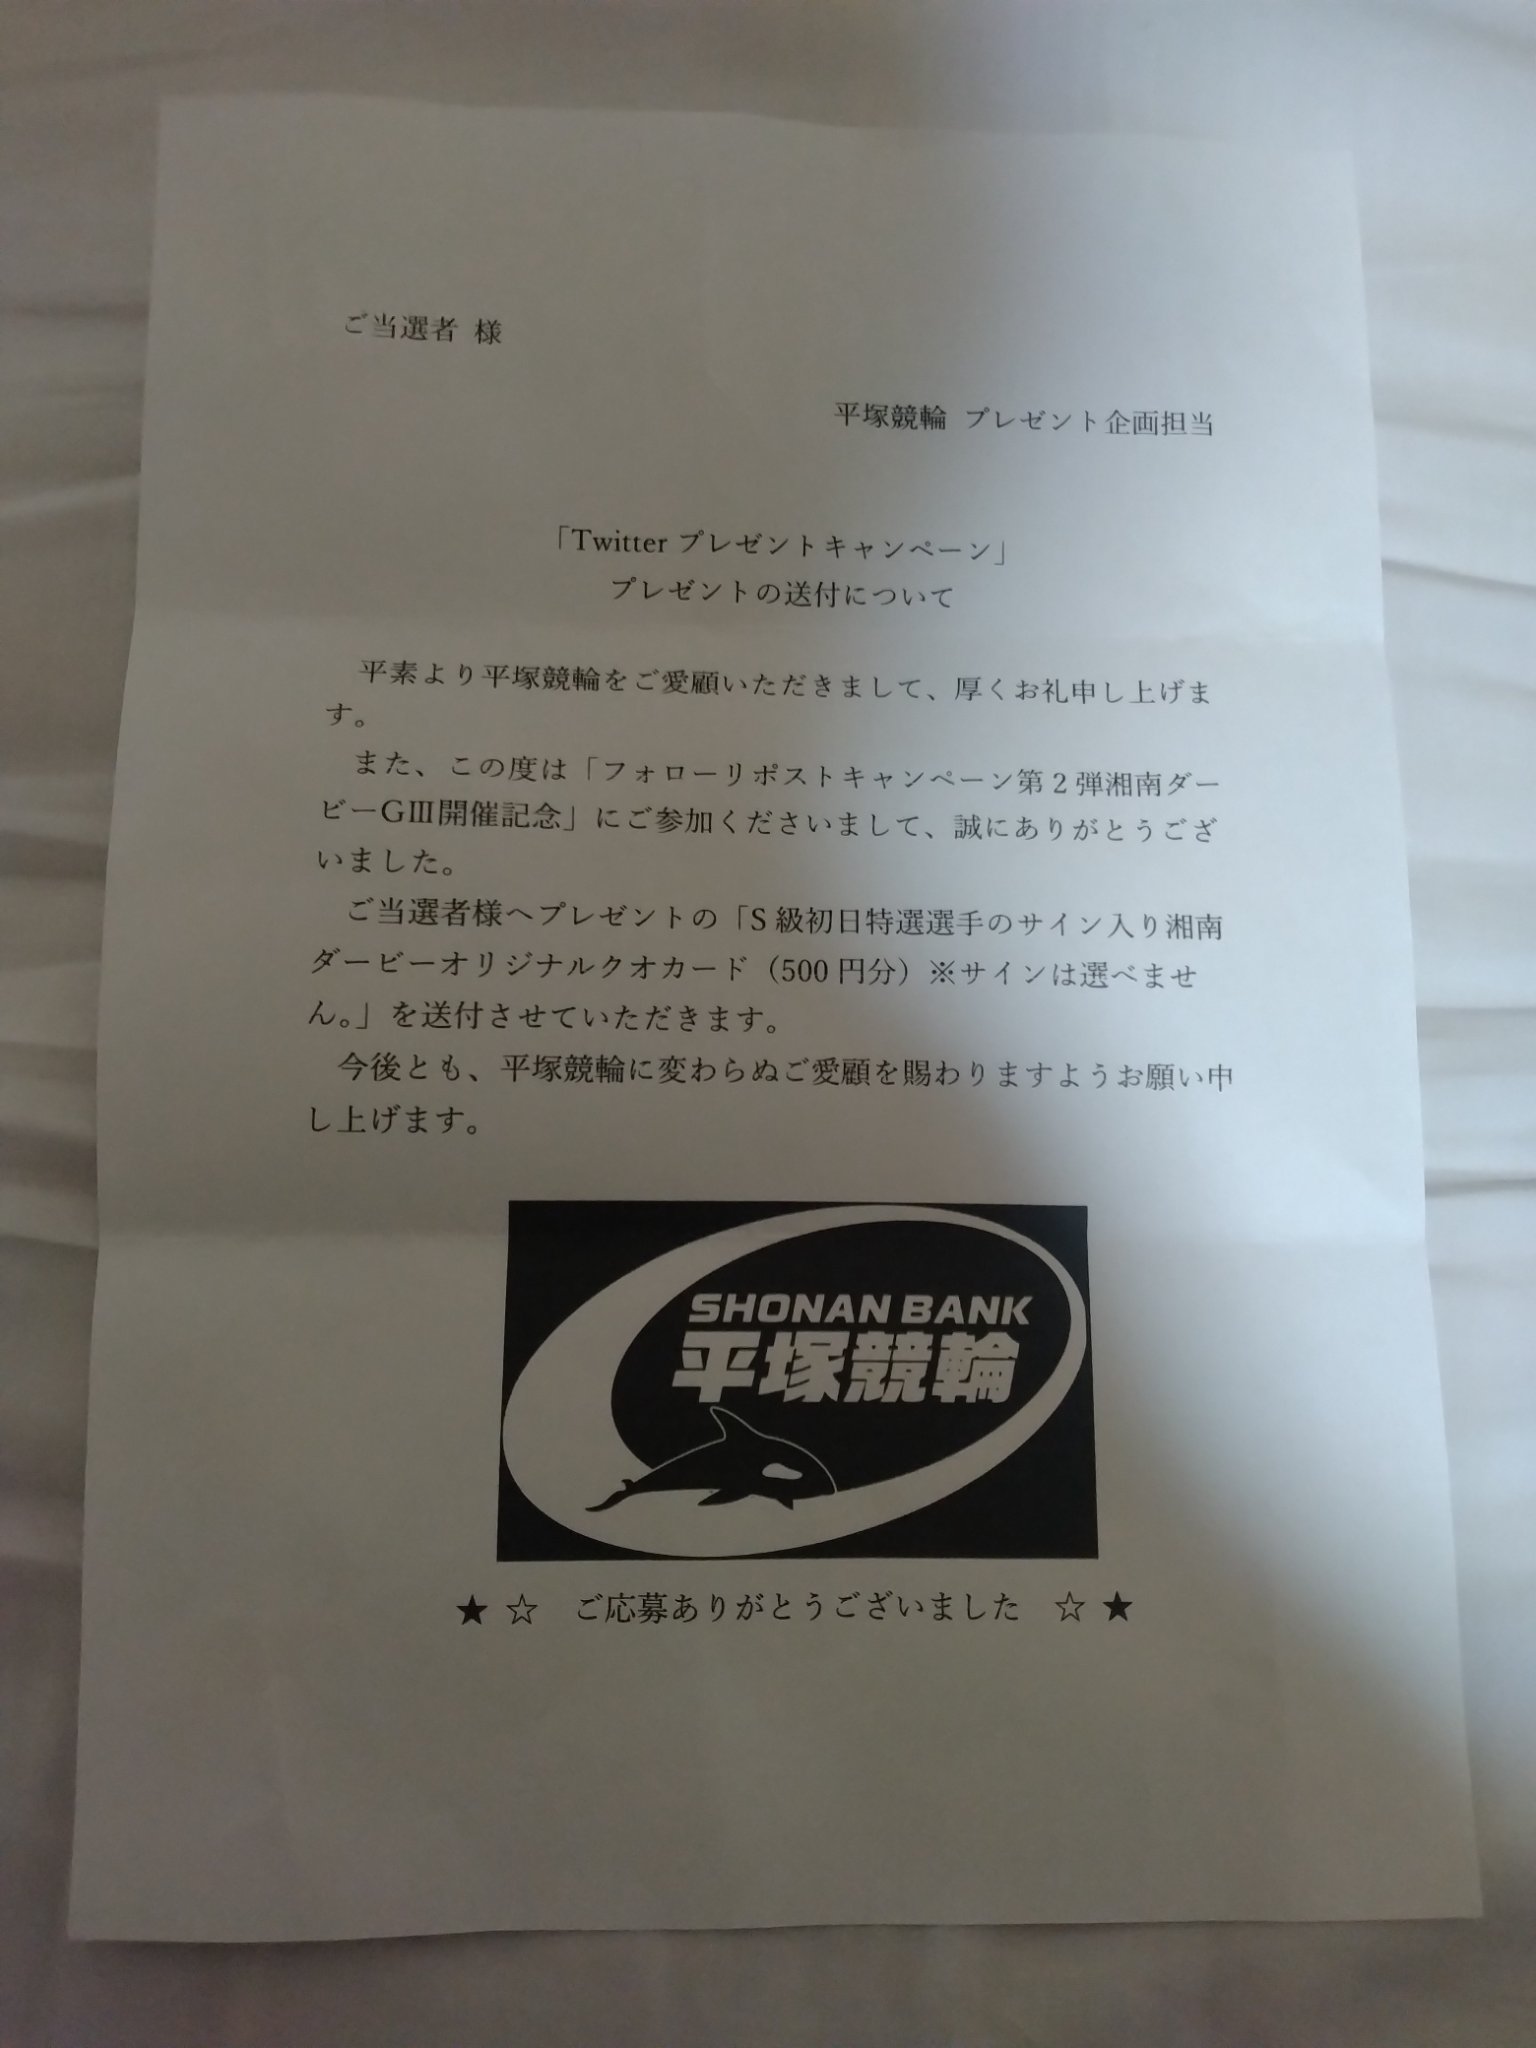 ご当選者 様
平塚競輪 プレゼント企画担当
「Twitter プレゼントキャンペーン」
プレゼントの送付について
平素より平塚競輪をご愛顧いただきまして、厚くお礼申し上げま
す。
また、この度は「フォローリポストキャンペーン第2弾湘南ダー
ビーGⅢ開催記念」にご参加くださいまして、誠にありがとうござ
いました。
ご当選者様へプレゼントの「S 級初日特選選手のサイン入り湘南
ダービーオリジナルクオカード（500 円分）※サインは選べませ
ん。」を送付させていただきます。
今後とも、平塚競輪に変わらぬご愛顧を賜わりますようお願い申
し上げます。
SHONAN BANK
平塚競輪
★ ☆ ご応募ありがとうございました ☆ ★